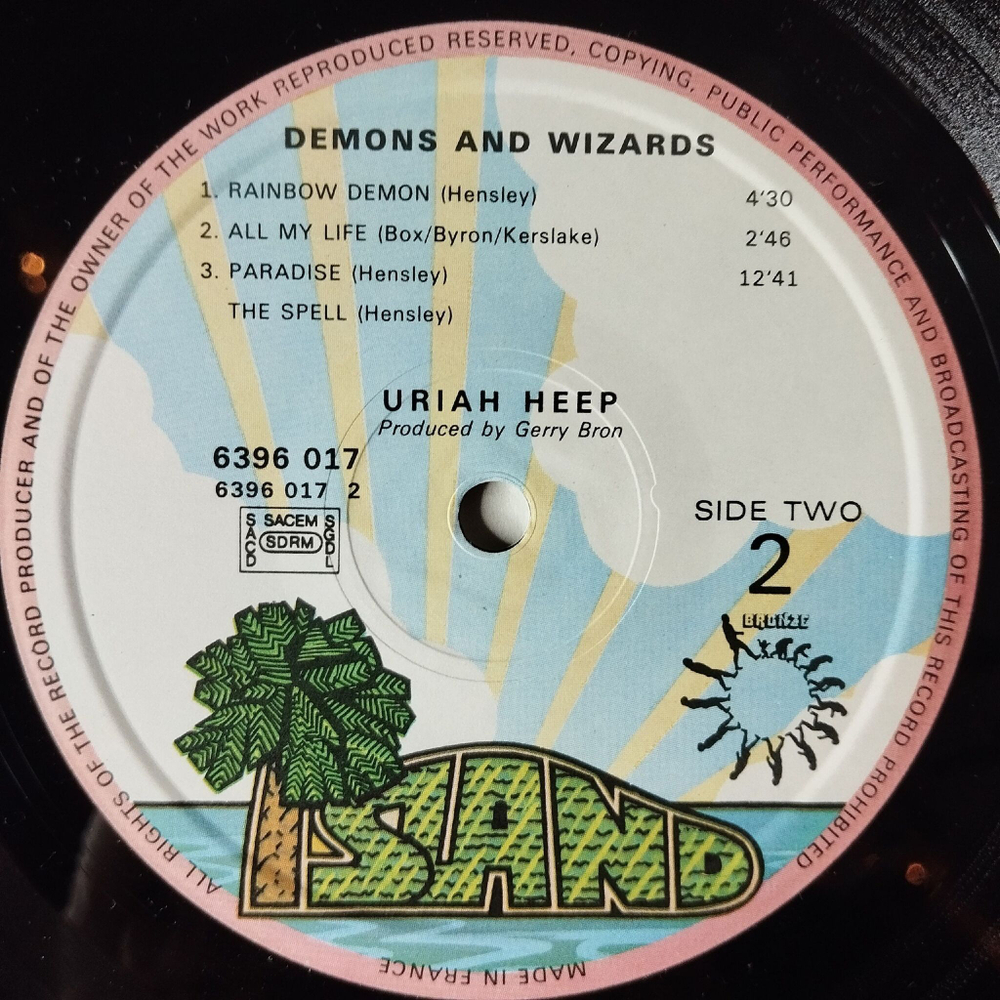 ALL RIGHTS OF THE RECORD PRODUCER AND OF THE OWNER OF THE WORK REPRODUCED RESERVED, COPYING, PUBLIC PERFORMANCE AND BROADCASTING OF THIS RECORD PROHIBITED
DEMONS AND WIZARDS
1. RAINBOW DEMON (Hensley) 4'30
2. ALL MY LIFE (Box/Byron/Kerslake) 2'46
3. PARADISE (Hensley) 12'41
THE SPELL (Hensley)
URIAH HEEP
Produced by Gerry Bron
6396 017
6396 017 2
SACD SACEM SDRM SGDL
SIDE TWO
2
BRONZE
ISLAND
MADE IN FRANCE